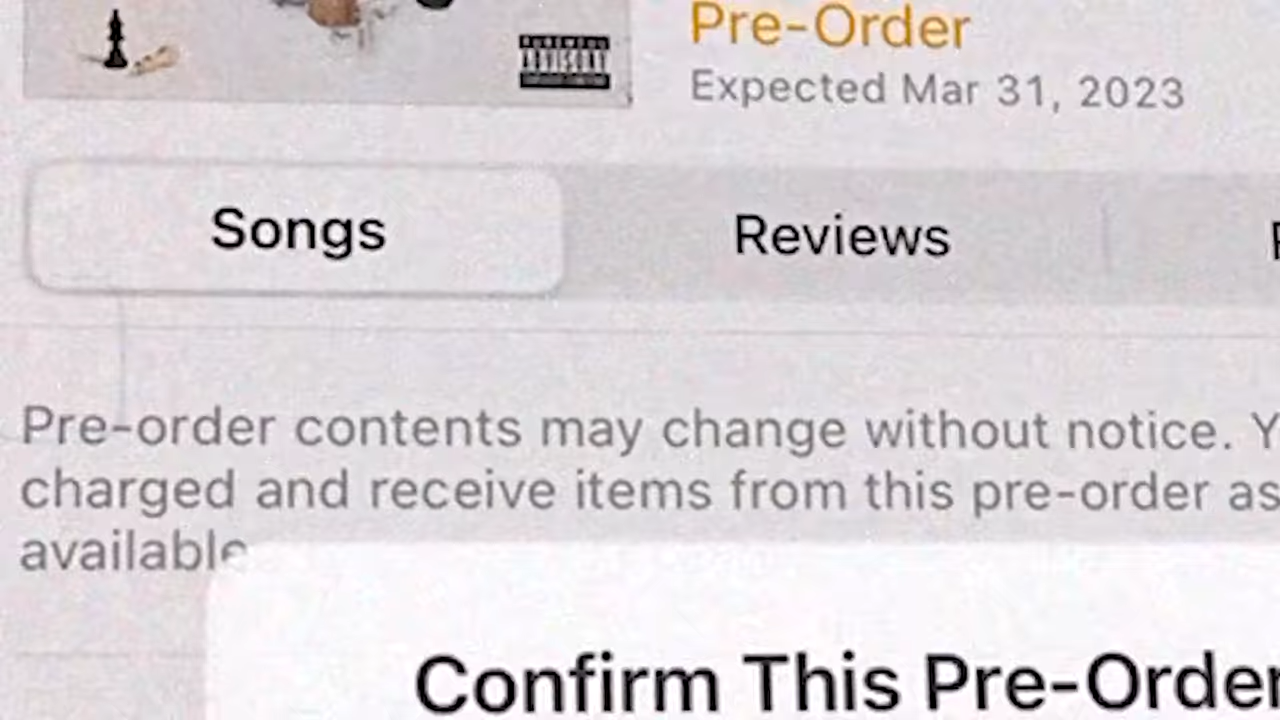 Pre-Order
ADVISORY
Expected Mar 31, 2023
Songs
Reviews
Pre-order contents may change without notice. Y
charged and receive items from this pre-order as
available
Confirm This Pre-Order